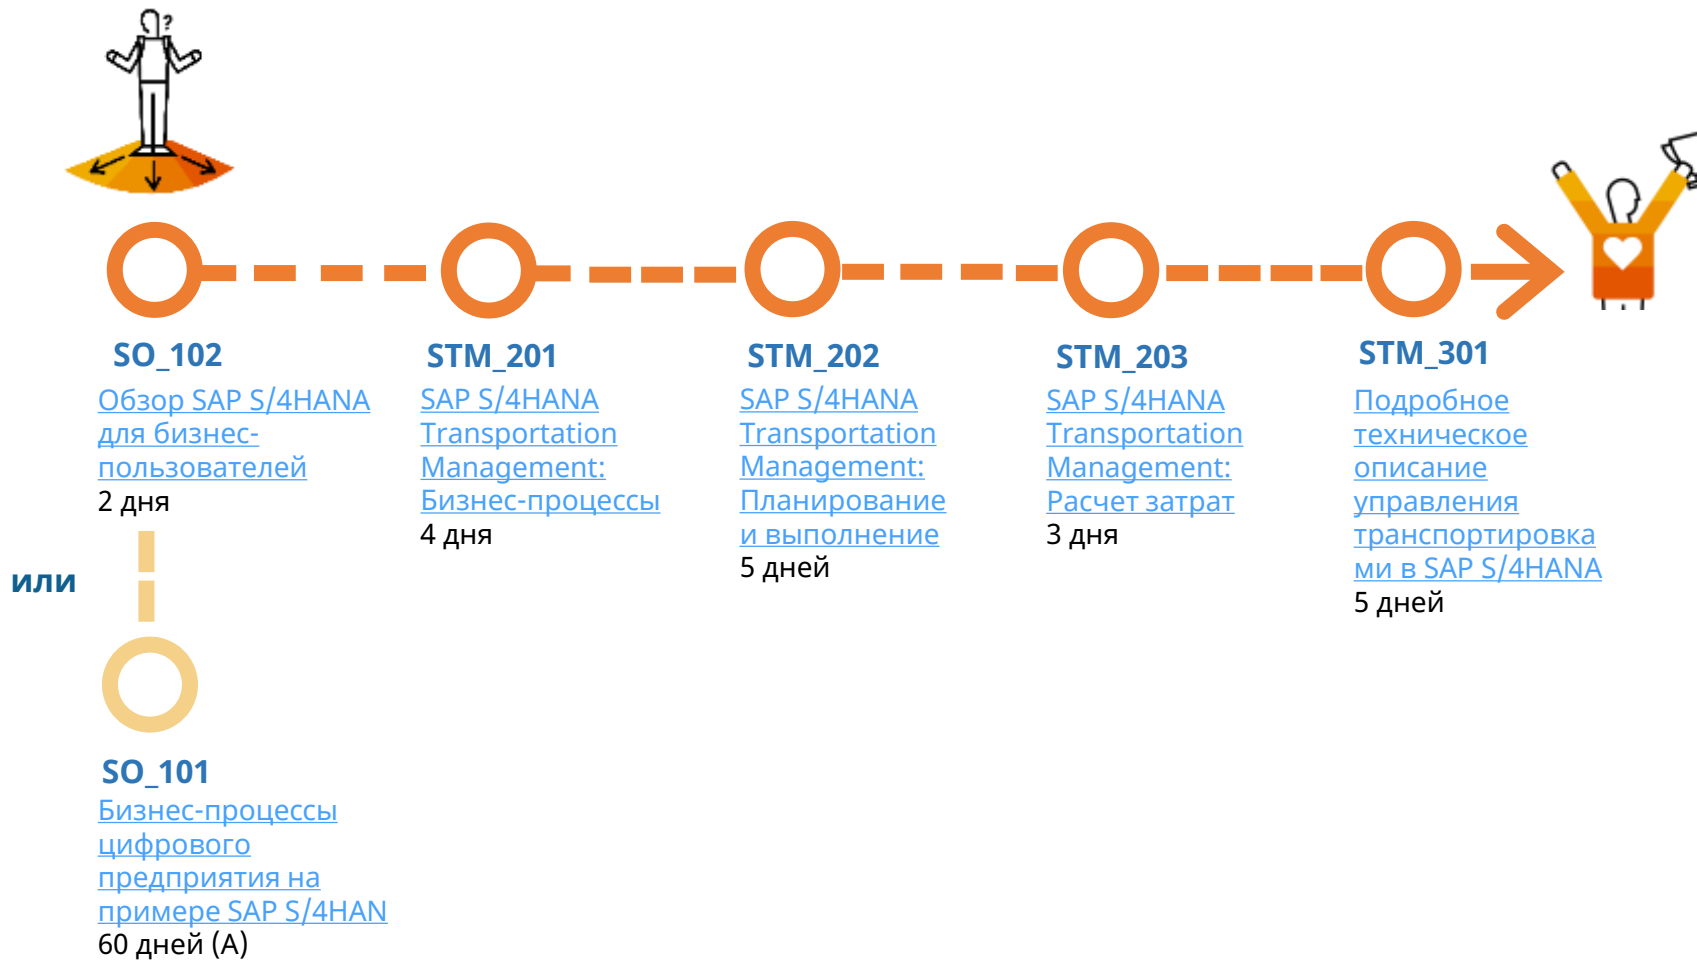 ?
SO_102
Обзор SAP S/4HANA
для бизнес-
пользователей
2 дня
STM_201
SAP S/4HANA
Transportation
Management:
Бизнес-процессы
4 дня
STM_202
SAP S/4HANA
Transportation
Management:
Планирование
и выполнение
5 дней
STM_203
SAP S/4HANA
Transportation
Management:
Расчет затрат
3 дня
STM_301
Подробное
техническое
описание
управления
транспортировка
ми в SAP S/4HANA
5 дней
или
SO_101
Бизнес-процессы
цифрового
предприятия на
примере SAP S/4HAN
60 дней (А)